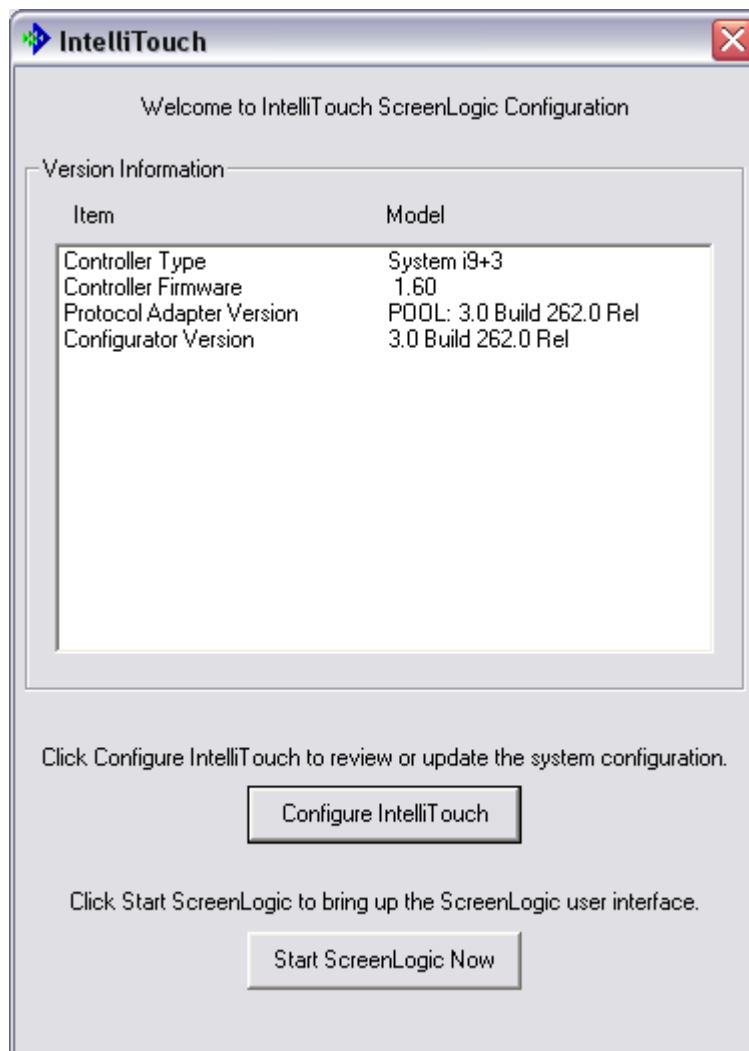 IntelliTouch
Welcome to IntelliTouch ScreenLogic Configuration
Version Information
Item Model
Controller Type System i9+3
Controller Firmware 1.60
Protocol Adapter Version POOL: 3.0 Build 262.0 Rel
Configurator Version 3.0 Build 262.0 Rel
Click Configure IntelliTouch to review or update the system configuration.
Configure IntelliTouch
Click Start ScreenLogic to bring up the ScreenLogic user interface.
Start ScreenLogic Now